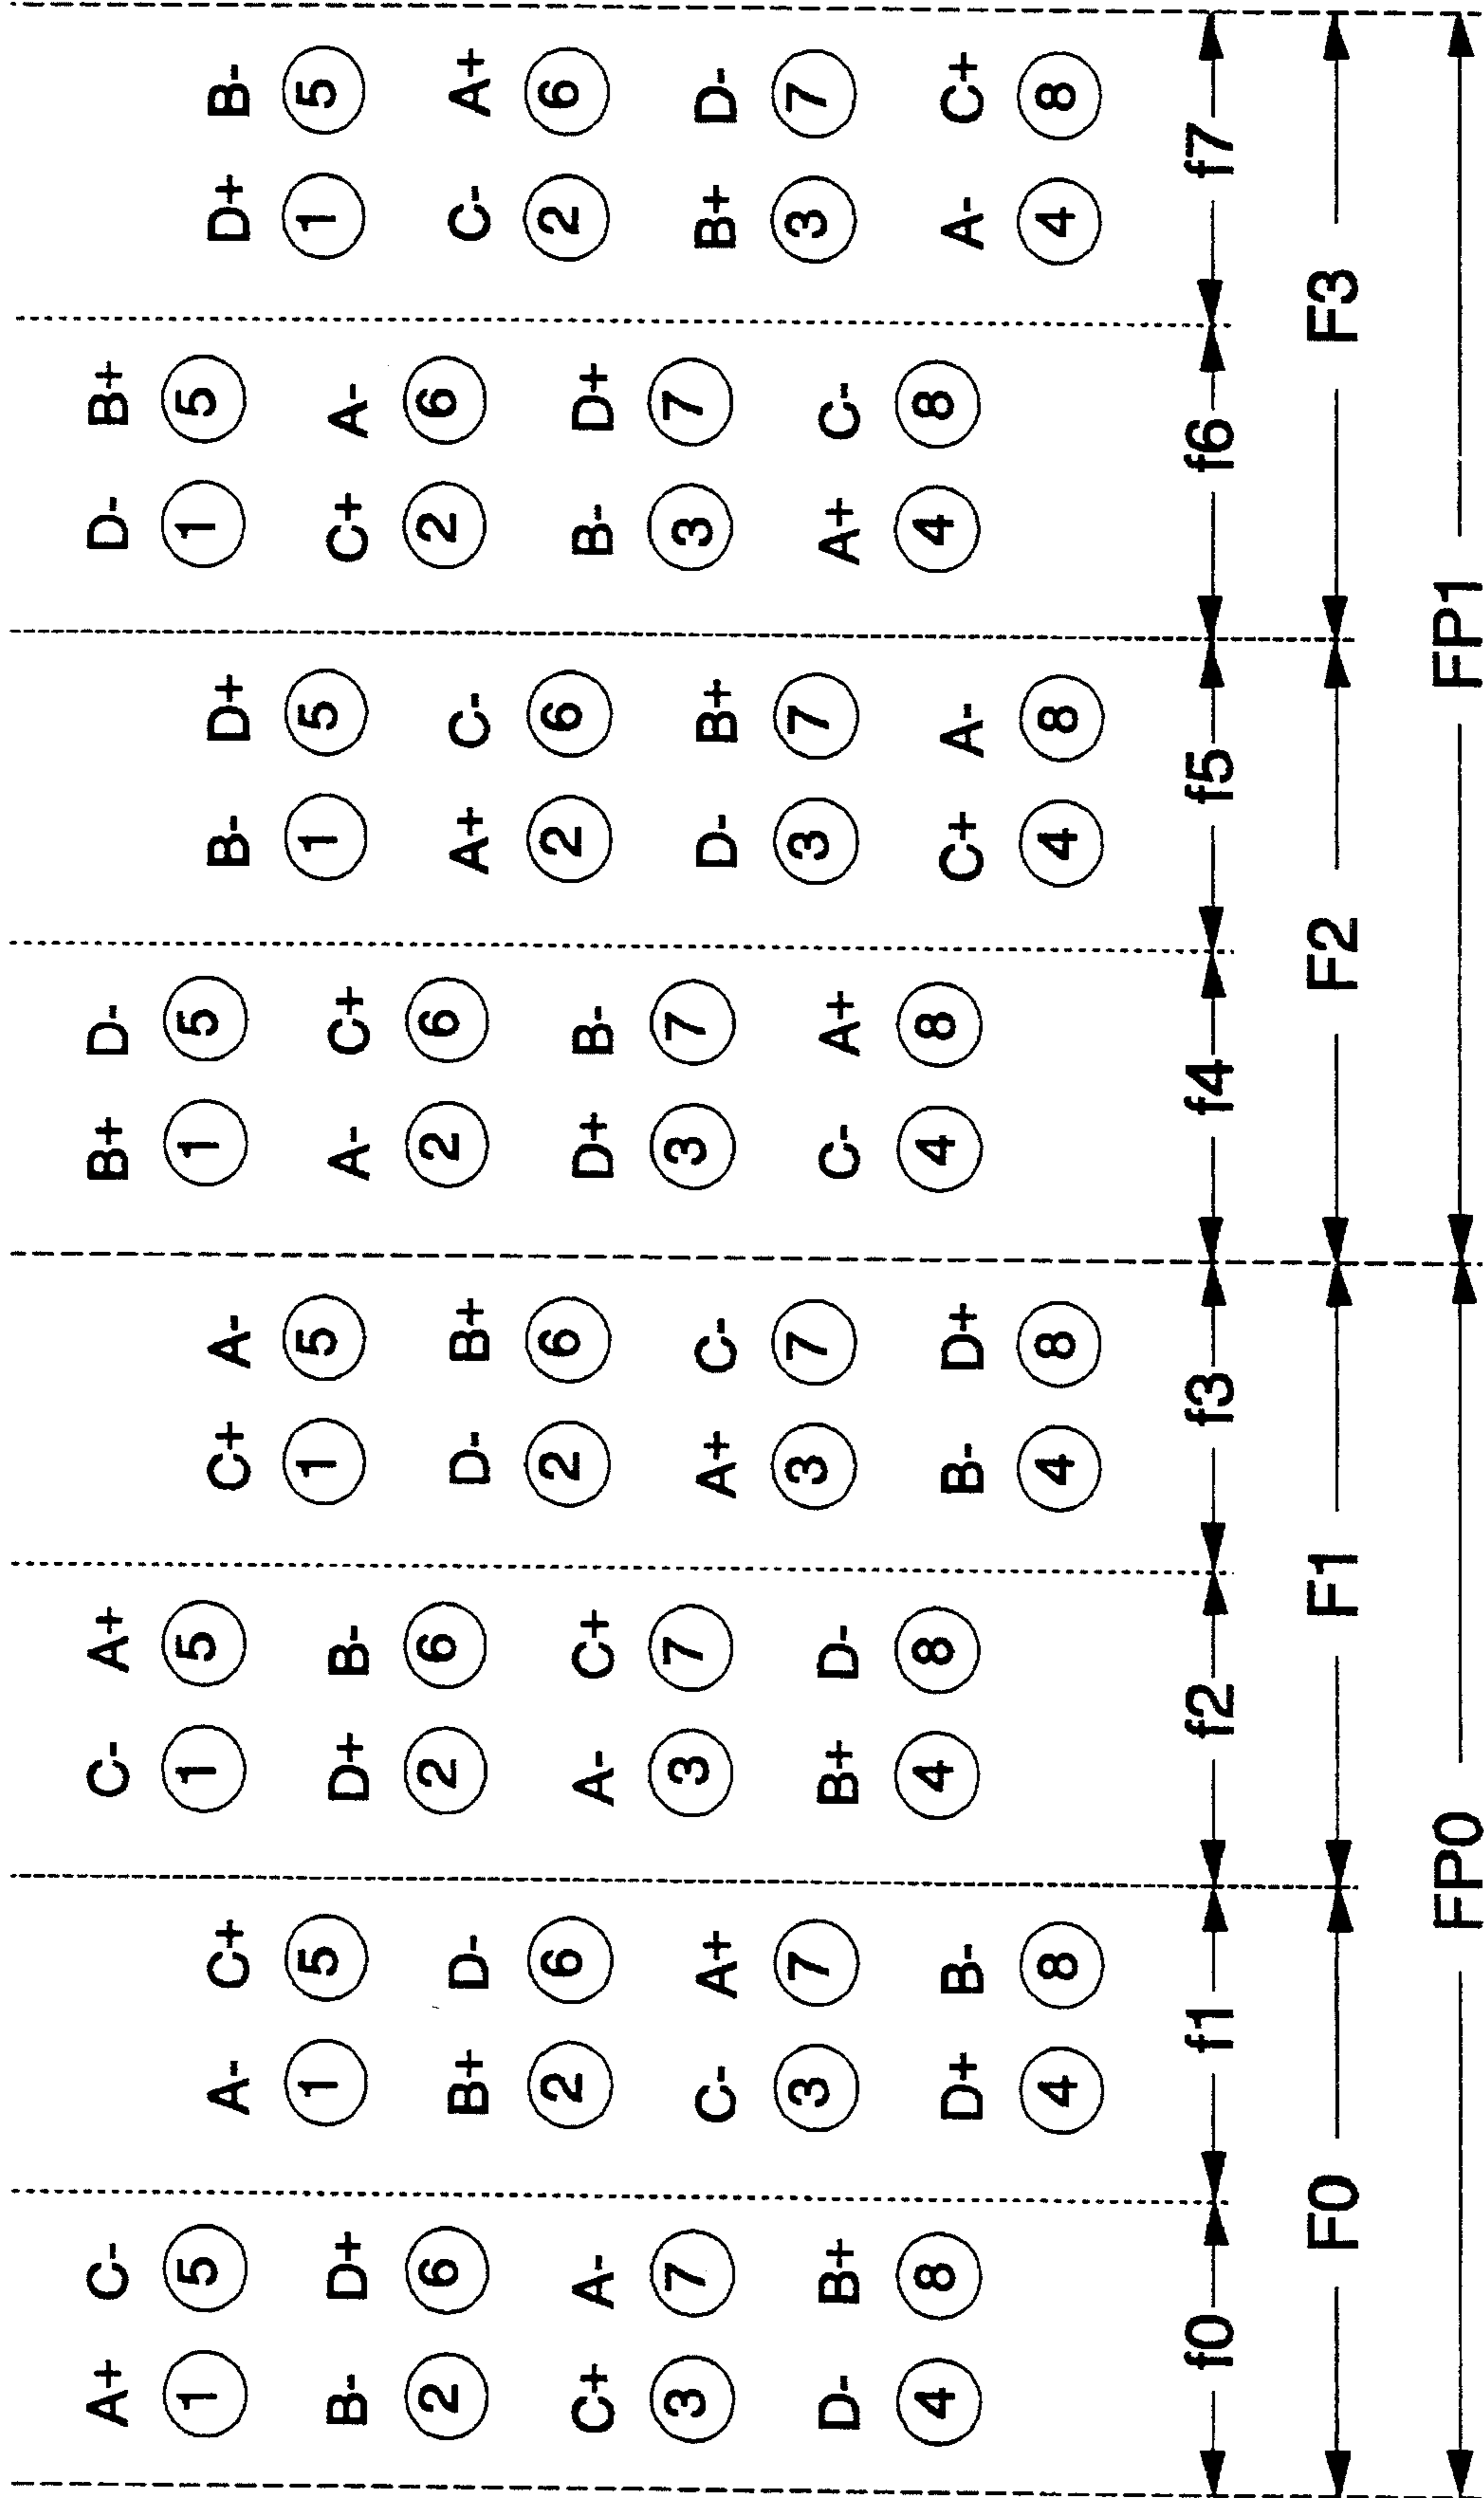 A+ C- C- A+ B+ D- D- B+
1 5 1 5 1 5 1 5
A- C+ C+ A- B- D+ D+ B-
1 5 1 5 1 5 1 5
B- D+ D+ B- A- C+ C+ A-
2 6 2 6 2 6 2 6
B+ D- D- B+ A+ C- C- A+
2 6 2 6 2 6 2 6
C+ A- A- C+ D+ B- B- D+
3 7 3 7 3 7 3 7
C- A+ A+ C- D- B+ B+ D-
3 7 3 7 3 7 3 7
D- B+ B+ D- C- A+ A+ C-
4 8 4 8 4 8 4 8
D+ B- B- D+ C+ A- A- C+
4 8 4 8 4 8 4 8
f0 f1 f2 f3 f4 f5 f6 f7
F0 F1 F2 F3
FP0 FP1